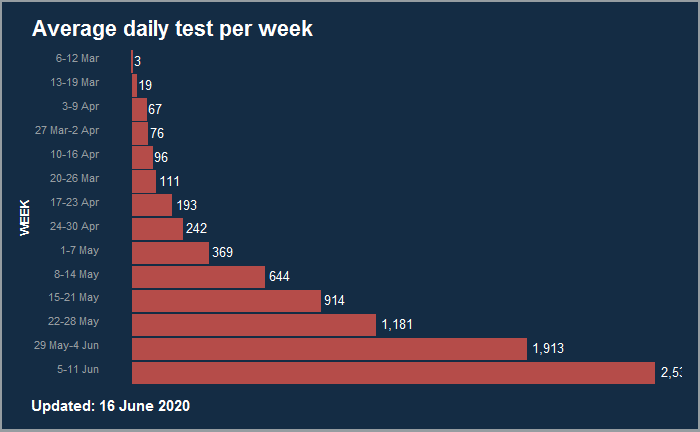 Average daily test per week
WEEK
6-12 Mar 3
13-19 Mar 19
3-9 Apr 67
27 Mar-2 Apr 76
10-16 Apr 96
20-26 Mar 111
17-23 Apr 193
24-30 Apr 242
1-7 May 369
8-14 May 644
15-21 May 914
22-28 May 1,181
29 May-4 Jun 1,913
5-11 Jun
Updated: 16 June 2020